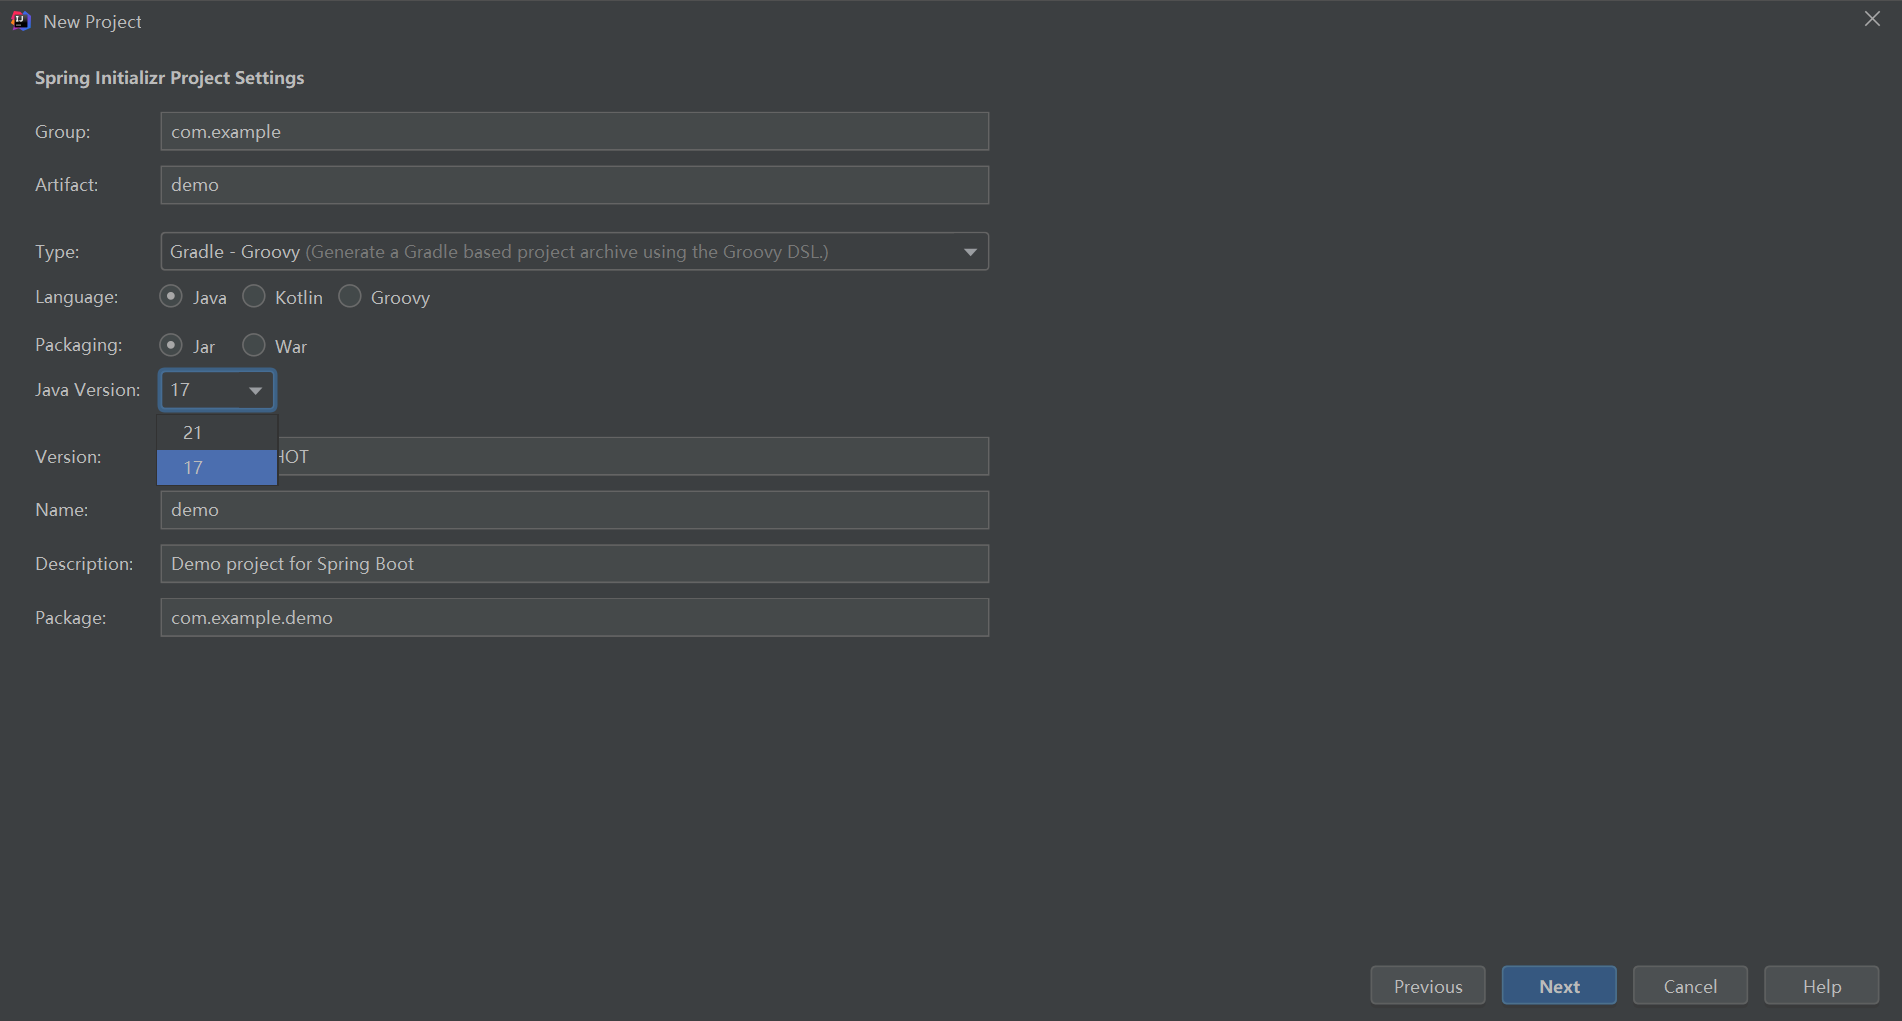 New Project
Spring Initializr Project Settings
Group: com.example
Artifact: demo
Type: Gradle - Groovy (Generate a Gradle based project archive using the Groovy DSL.)
Language: Java Kotlin Groovy
Packaging: Jar War
Java Version: 17
21
17
Version: HOT
Name: demo
Description: Demo project for Spring Boot
Package: com.example.demo
Previous Next Cancel Help